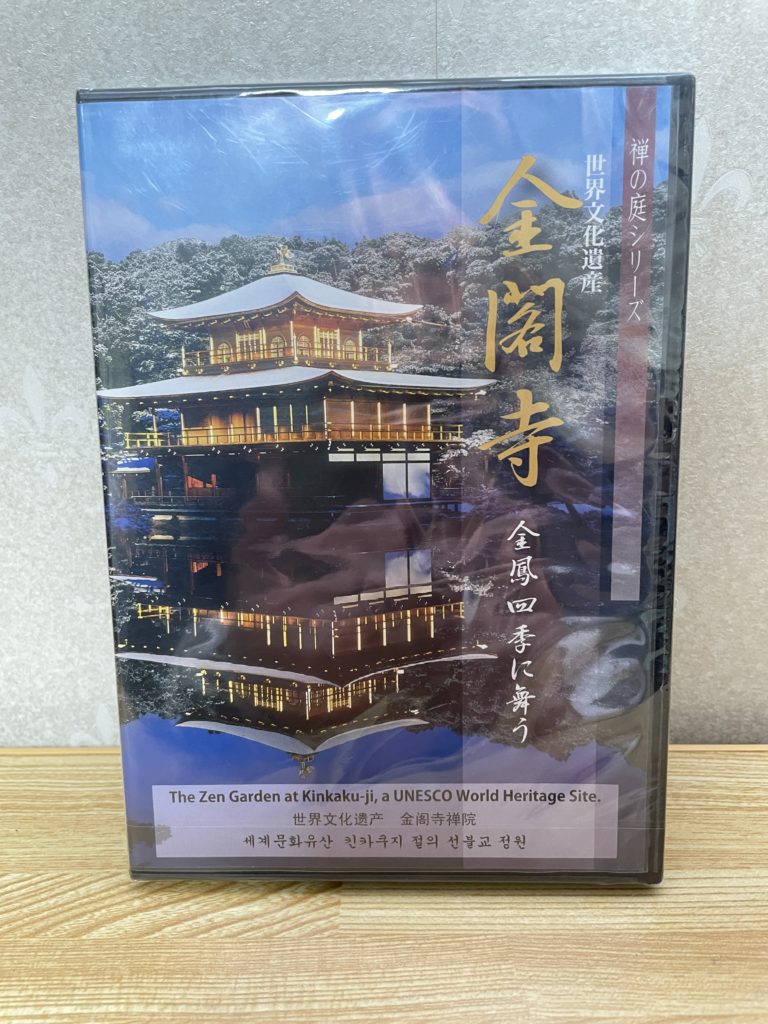 禅の庭シリーズ
世界文化遺産
金閣寺
金鳳四季に舞う
The Zen Garden at Kinkaku-ji, a UNESCO World Heritage Site.
世界文化遗产　金阁寺禅院
세계문화유산 킨카쿠지 절의 선불교 정원